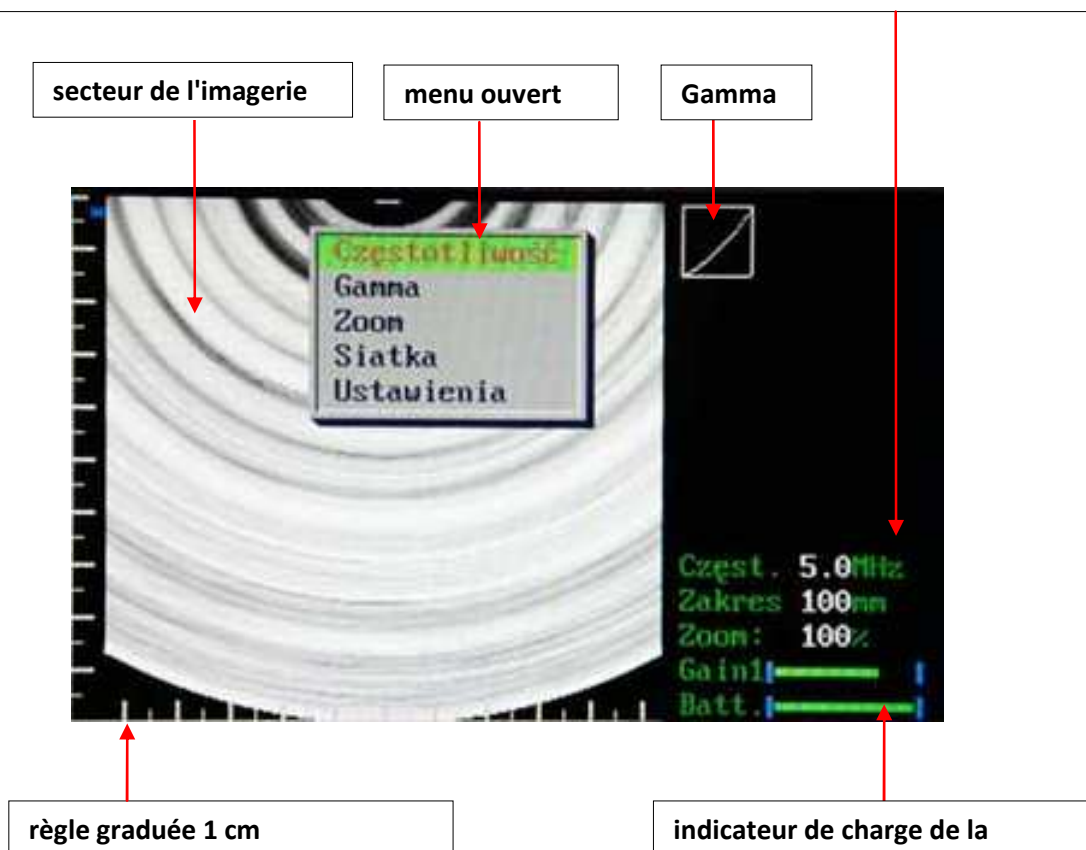 secteur de l'imagerie
menu ouvert
Gamma
Częstotliwość
Gamma
Zoom
Siatka
Ustawienia
Częst. 5.0MHz
Zakres 100mm
Zoom: 100%
Gain1
Batt.
règle graduée 1 cm
indicateur de charge de la